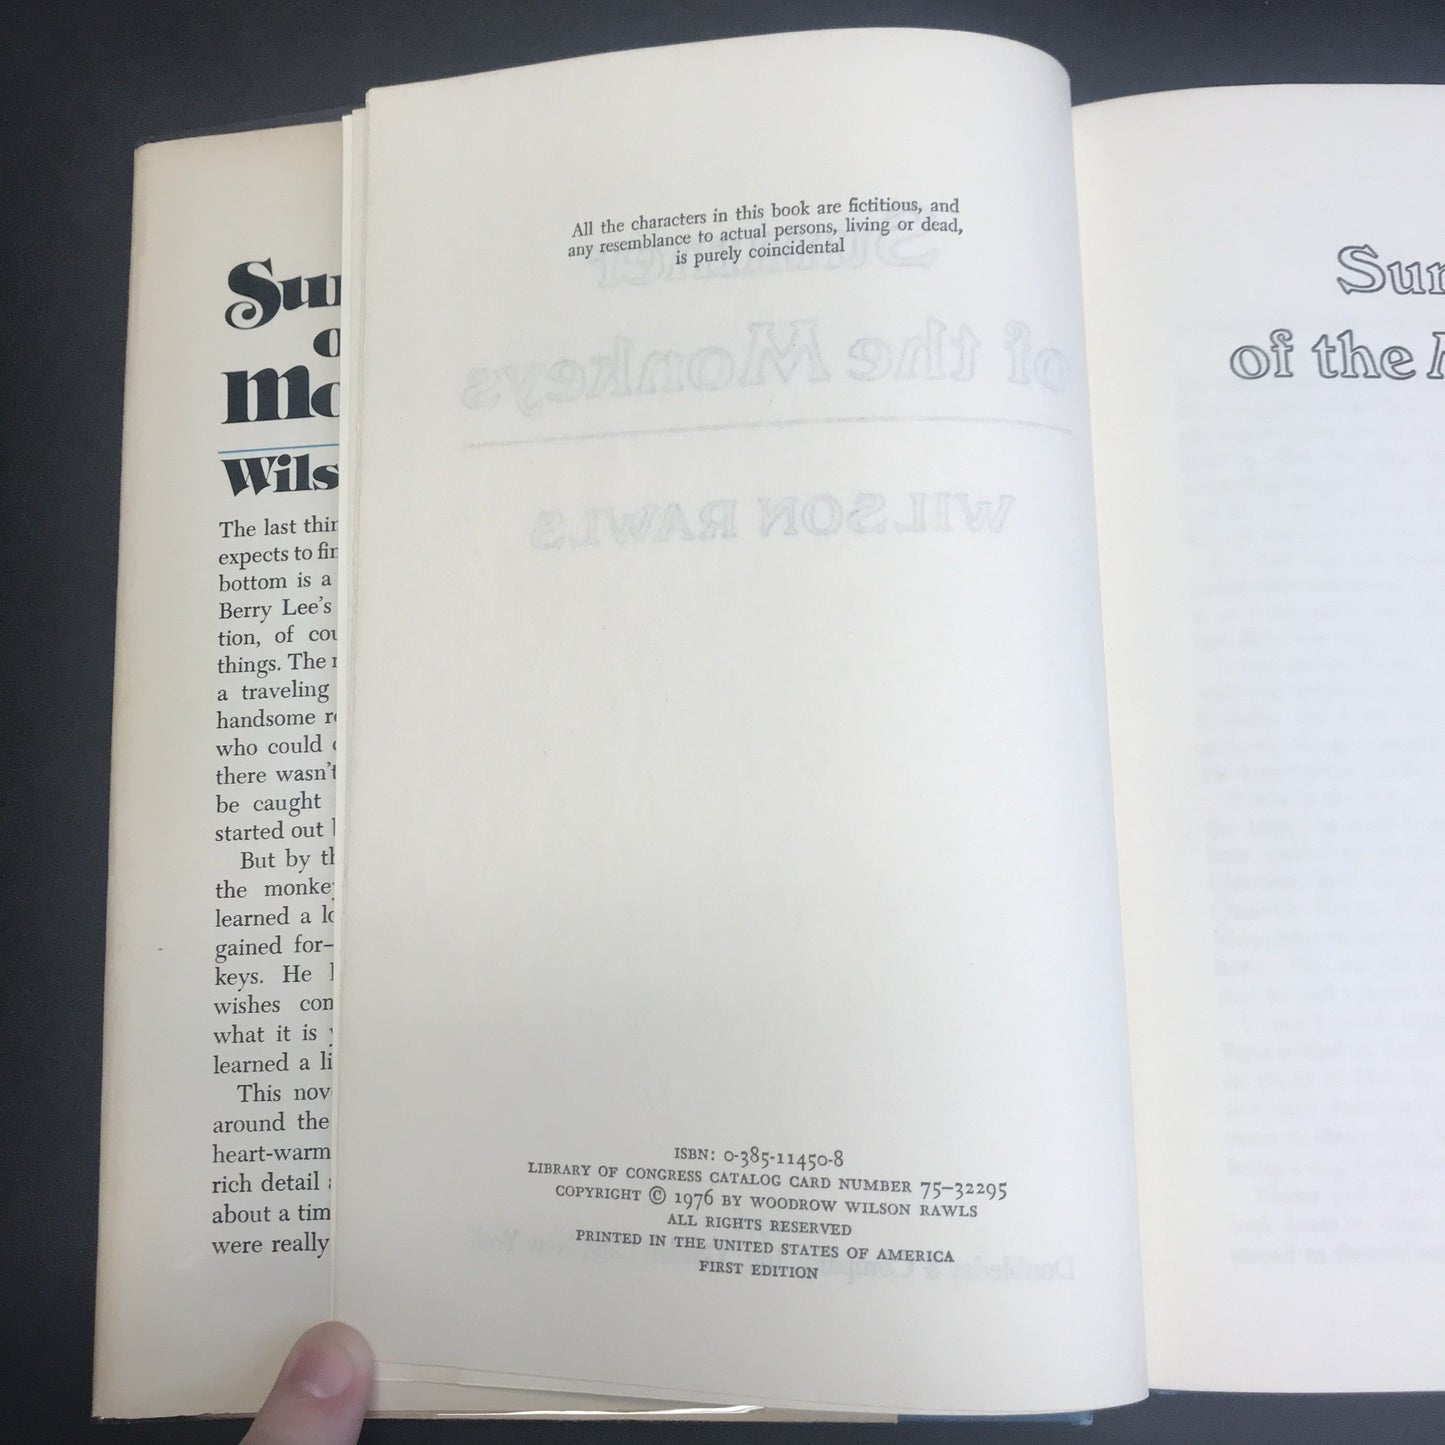 Sur
o
Mo
Wils
The last thin
expects to fin
bottom is a
Berry Lee's
tion, of cou
things. The
a traveling
handsome
who could
there wasn't
be caught
started out
But by th
the monke
learned a lo
gained for—
keys. He
wishes con
what it is
learned a li
This nov
around the
heart-warm
rich detail
about a tim
were really
All the characters in this book are fictitious, and
any resemblance to actual persons, living or dead,
is purely coincidental
ISBN: 0-385-11450-8
LIBRARY OF CONGRESS CATALOG CARD NUMBER 75–32295
COPYRIGHT © 1976 BY WOODROW WILSON RAWLS
ALL RIGHTS RESERVED
PRINTED IN THE UNITED STATES OF AMERICA
FIRST EDITION
Sur
of the M